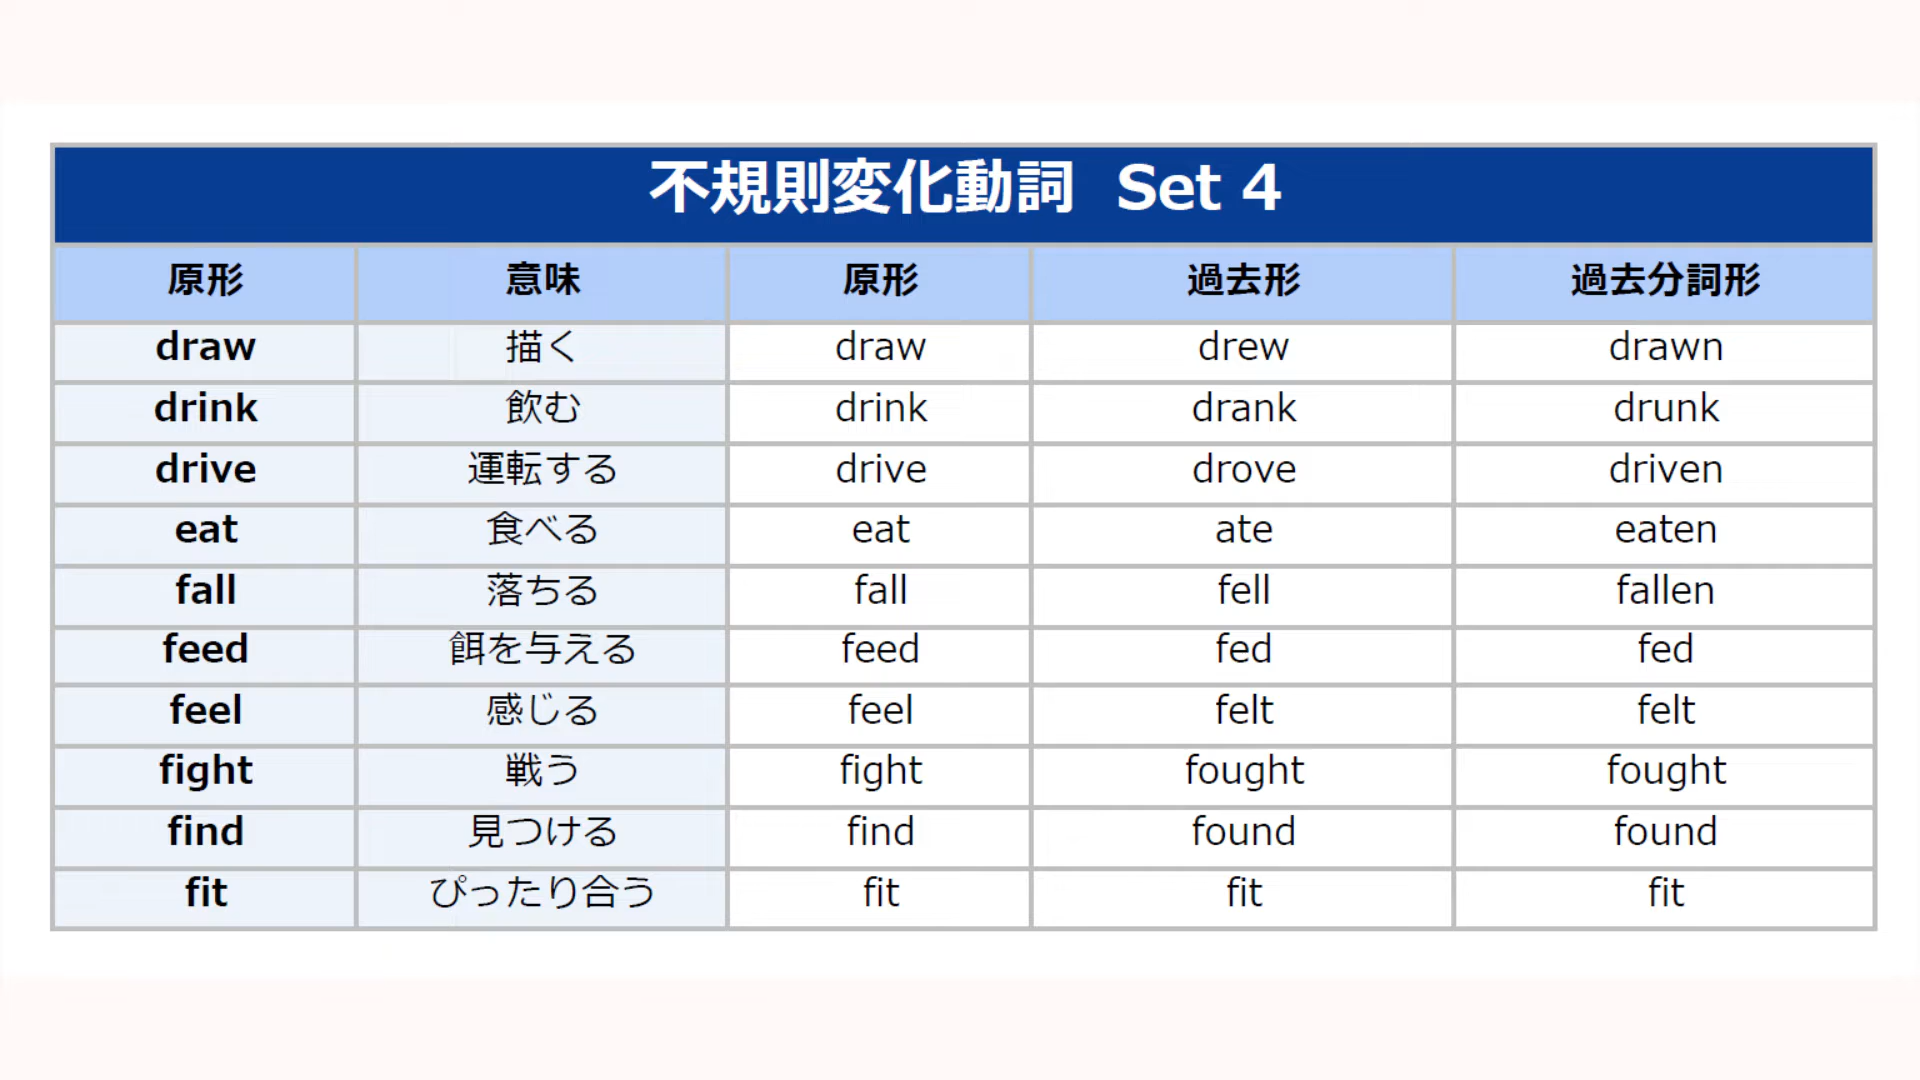 不規則変化動詞 Set 4
原形 意味 原形 過去形 過去分詞形
draw 描く draw drew drawn
drink 飲む drink drank drunk
drive 運転する drive drove driven
eat 食べる eat ate eaten
fall 落ちる fall fell fallen
feed 餌を与える feed fed fed
feel 感じる feel felt felt
fight 戦う fight fought fought
find 見つける find found found
fit ぴったり合う fit fit fit